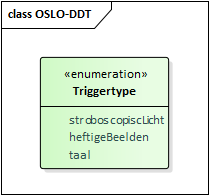 class OSLO-DDT
«enumeration»
Triggertype
stroboscopiscLicht
heftigeBeelden
taal